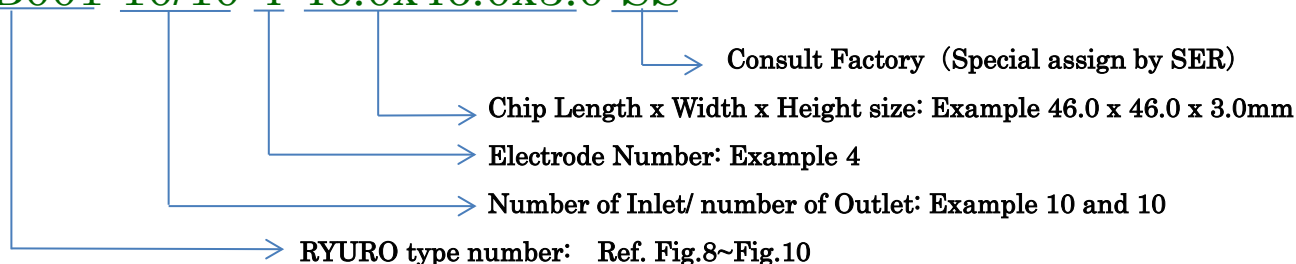 Consult Factory (Special assign by SER)
Chip Length x Width x Height size: Example 46.0 x 46.0 x 3.0mm
Electrode Number: Example 4
Number of Inlet/ number of Outlet: Example 10 and 10
RYURO type number: Ref. Fig.8~Fig.10